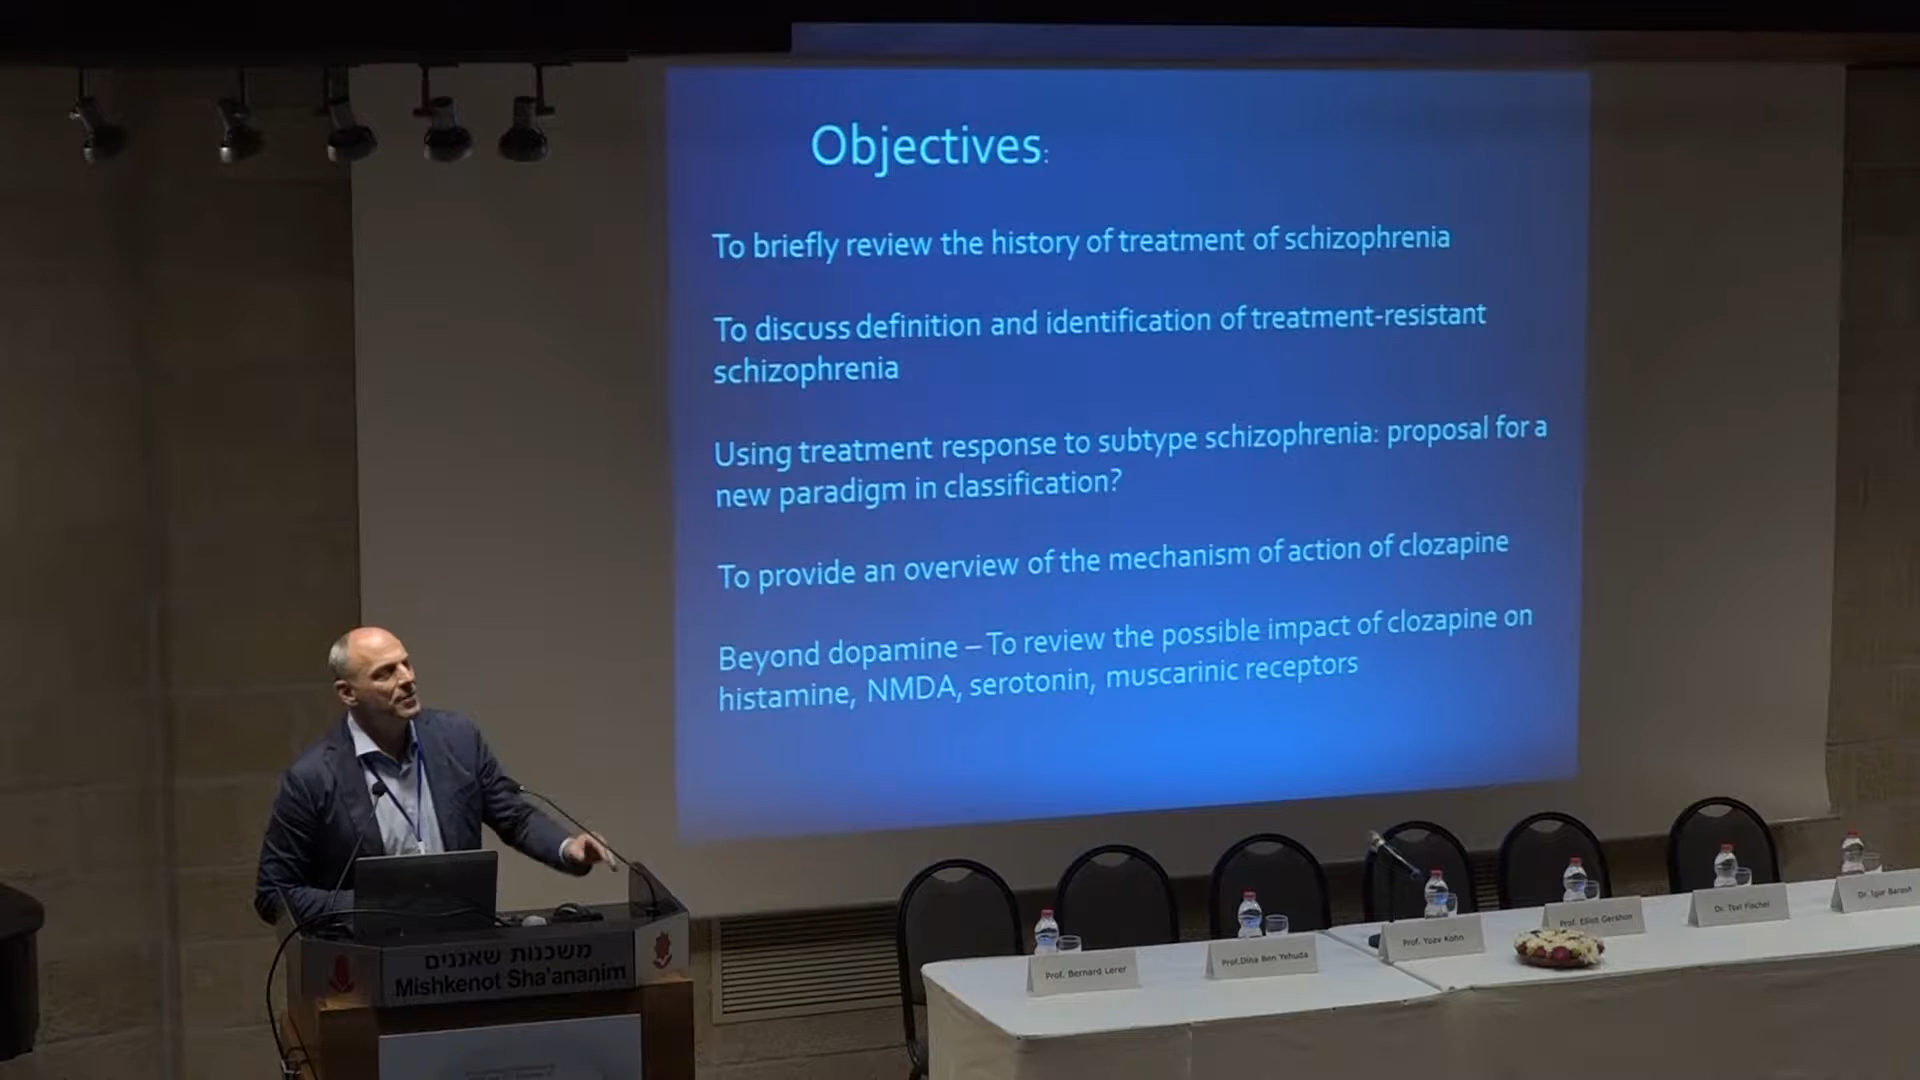 Objectives:
To briefly review the history of treatment of schizophrenia
To discuss definition and identification of treatment-resistant
schizophrenia
Using treatment response to subtype schizophrenia: proposal for a
new paradigm in classification?
To provide an overview of the mechanism of action of clozapine
Beyond dopamine – To review the possible impact of clozapine on
histamine, NMDA, serotonin, muscarinic receptors
משכנות שאננים
Mishkenot Sha'ananim
Prof. Bernard Lerer
Prof.Dina Ben Yehuda
Prof. Yoav Kohn
Prof. Elliot Gershon
Dr. Tsvi Fischel
Dr. Igor Barash